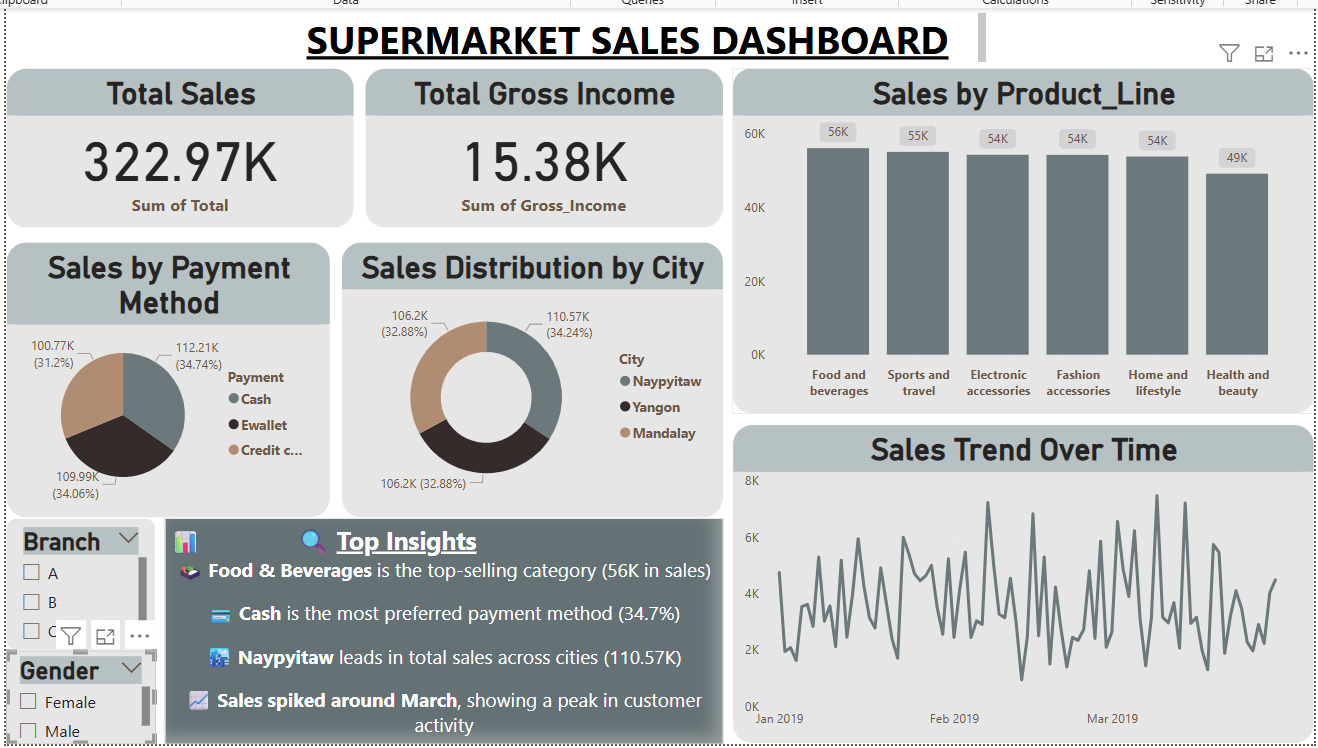 Clipboard
Data
Queries
Insert
Calculations
Sensitivity
Share
SUPERMARKET SALES DASHBOARD
Total Sales
322.97K
Sum of Total
Total Gross Income
15.38K
Sum of Gross_Income
Sales by Product_Line
60K
40K
20K
0K
56K
55K
54K
54K
54K
49K
Food and
beverages
Sports and
travel
Electronic
accessories
Fashion
accessories
Home and
lifestyle
Health and
beauty
Sales by Payment
Method
100.77K
(31.2%)
112.21K
(34.74%)
109.99K
(34.06%)
Payment
Cash
Ewallet
Credit c...
Sales Distribution by City
106.2K
(32.88%)
110.57K
(34.24%)
106.2K (32.88%)
City
Naypyitaw
Yangon
Mandalay
Sales Trend Over Time
8K
6K
4K
2K
0K
Jan 2019
Feb 2019
Mar 2019
Branch
A
B
C
Gender
Female
Male
Top Insights
Food & Beverages is the top-selling category (56K in sales)
Cash is the most preferred payment method (34.7%)
Naypyitaw leads in total sales across cities (110.57K)
Sales spiked around March, showing a peak in customer
activity